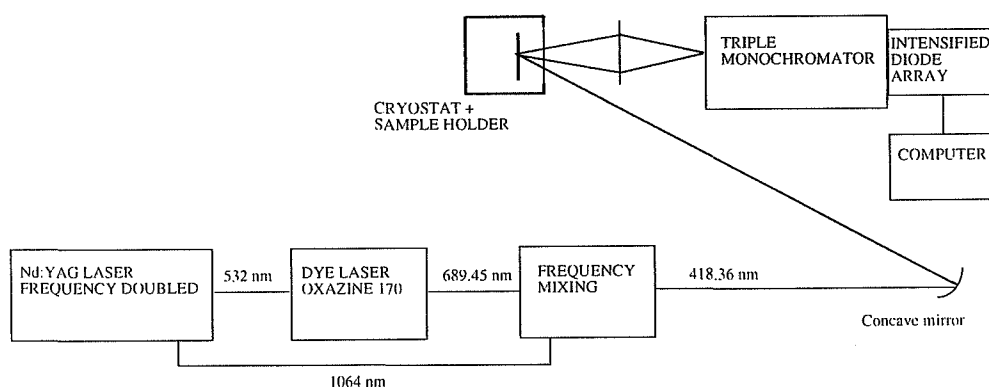 TRIPLE
MONOCHROMATOR
INTENSIFIED
DIODE
ARRAY
CRYOSTAT +
SAMPLE HOLDER
COMPUTER
Nd:YAG LASER
FREQUENCY DOUBLED
532 nm
DYE LASER
OXAZINE 170
689.45 nm
FREQUENCY
MIXING
418.36 nm
Concave mirror
1064 nm